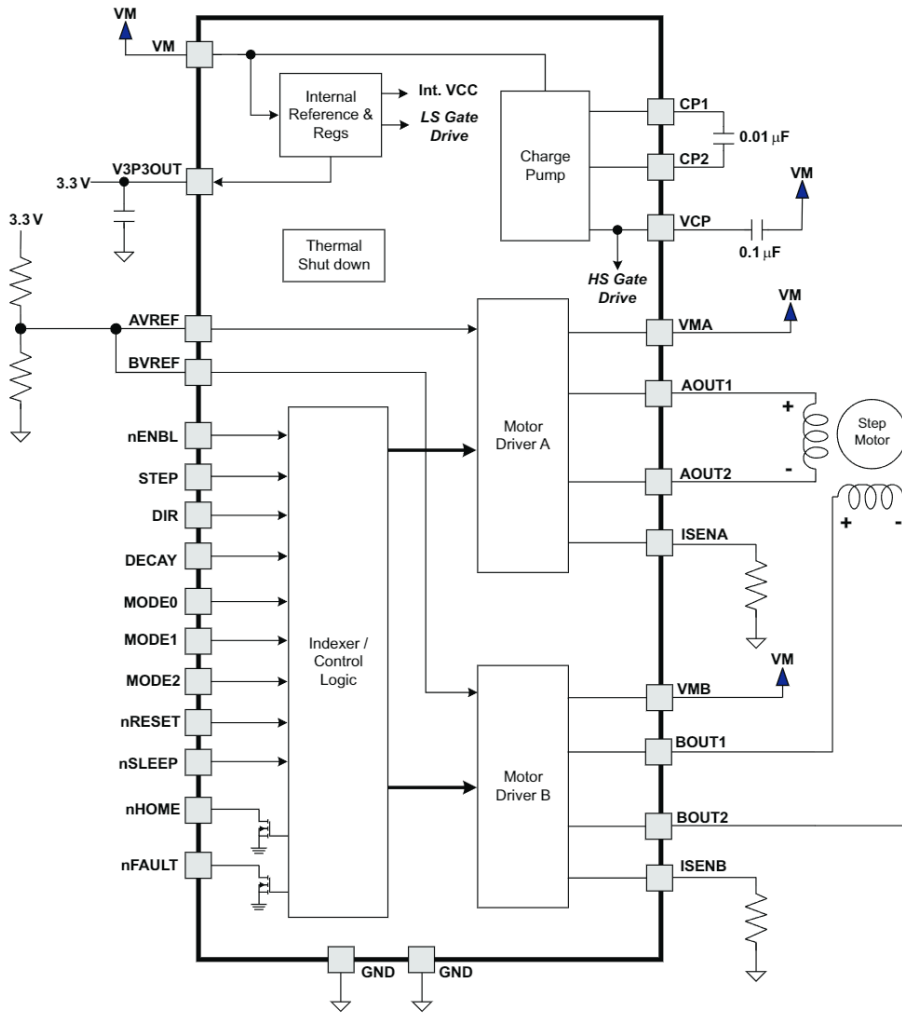 VM
VM
Internal
Reference &
Regs
Int. VCC
LS Gate
Drive
Charge
Pump
CP1
0.01 µF
CP2
VM
VCP
0.1 µF
HS Gate
Drive
3.3 V
V3P3OUT
3.3 V
Thermal
Shut down
AVREF
BVREF
VM
VMA
Motor
Driver A
AOUT1
+
-
Step
Motor
AOUT2
+ -
ISENA
nENBL
STEP
DIR
DECAY
MODE0
MODE1
MODE2
nRESET
nSLEEP
nHOME
nFAULT
Indexer /
Control
Logic
VM
VMB
BOUT1
Motor
Driver B
BOUT2
ISENB
GND
GND